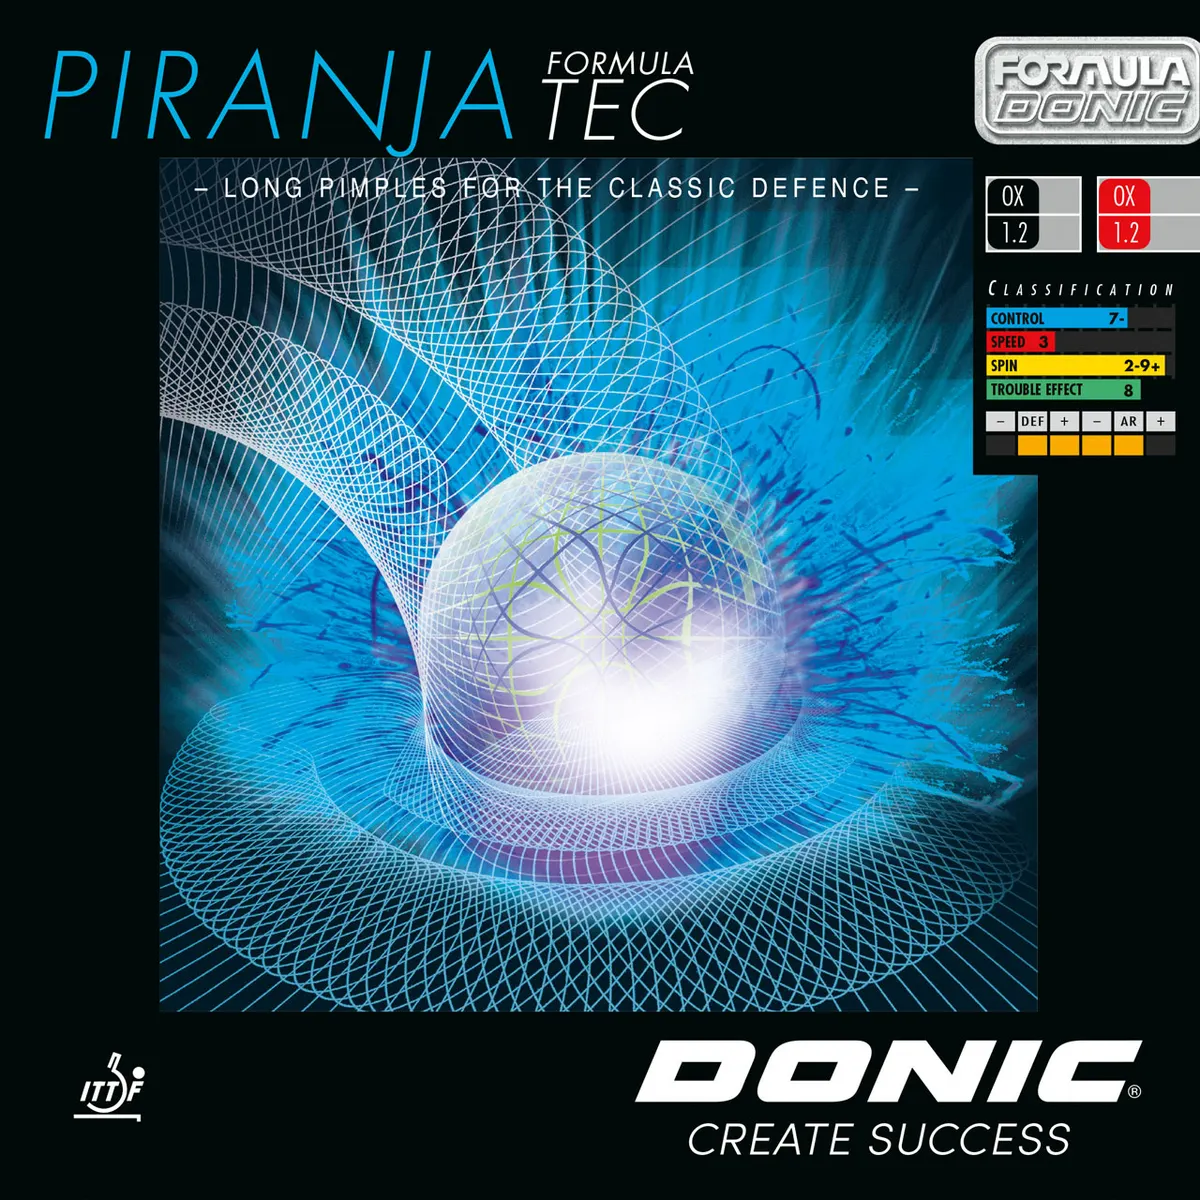 PIRANJA FORMULA TEC
FORMULA
DONIC
– LONG PIMPLES FOR THE CLASSIC DEFENCE –
OX OX
1.2 1.2
CLASSIFICATION
CONTROL 7-
SPEED 3
SPIN 2-9+
TROUBLE EFFECT 8
– DEF + – AR +
ITTF
DONIC®
CREATE SUCCESS